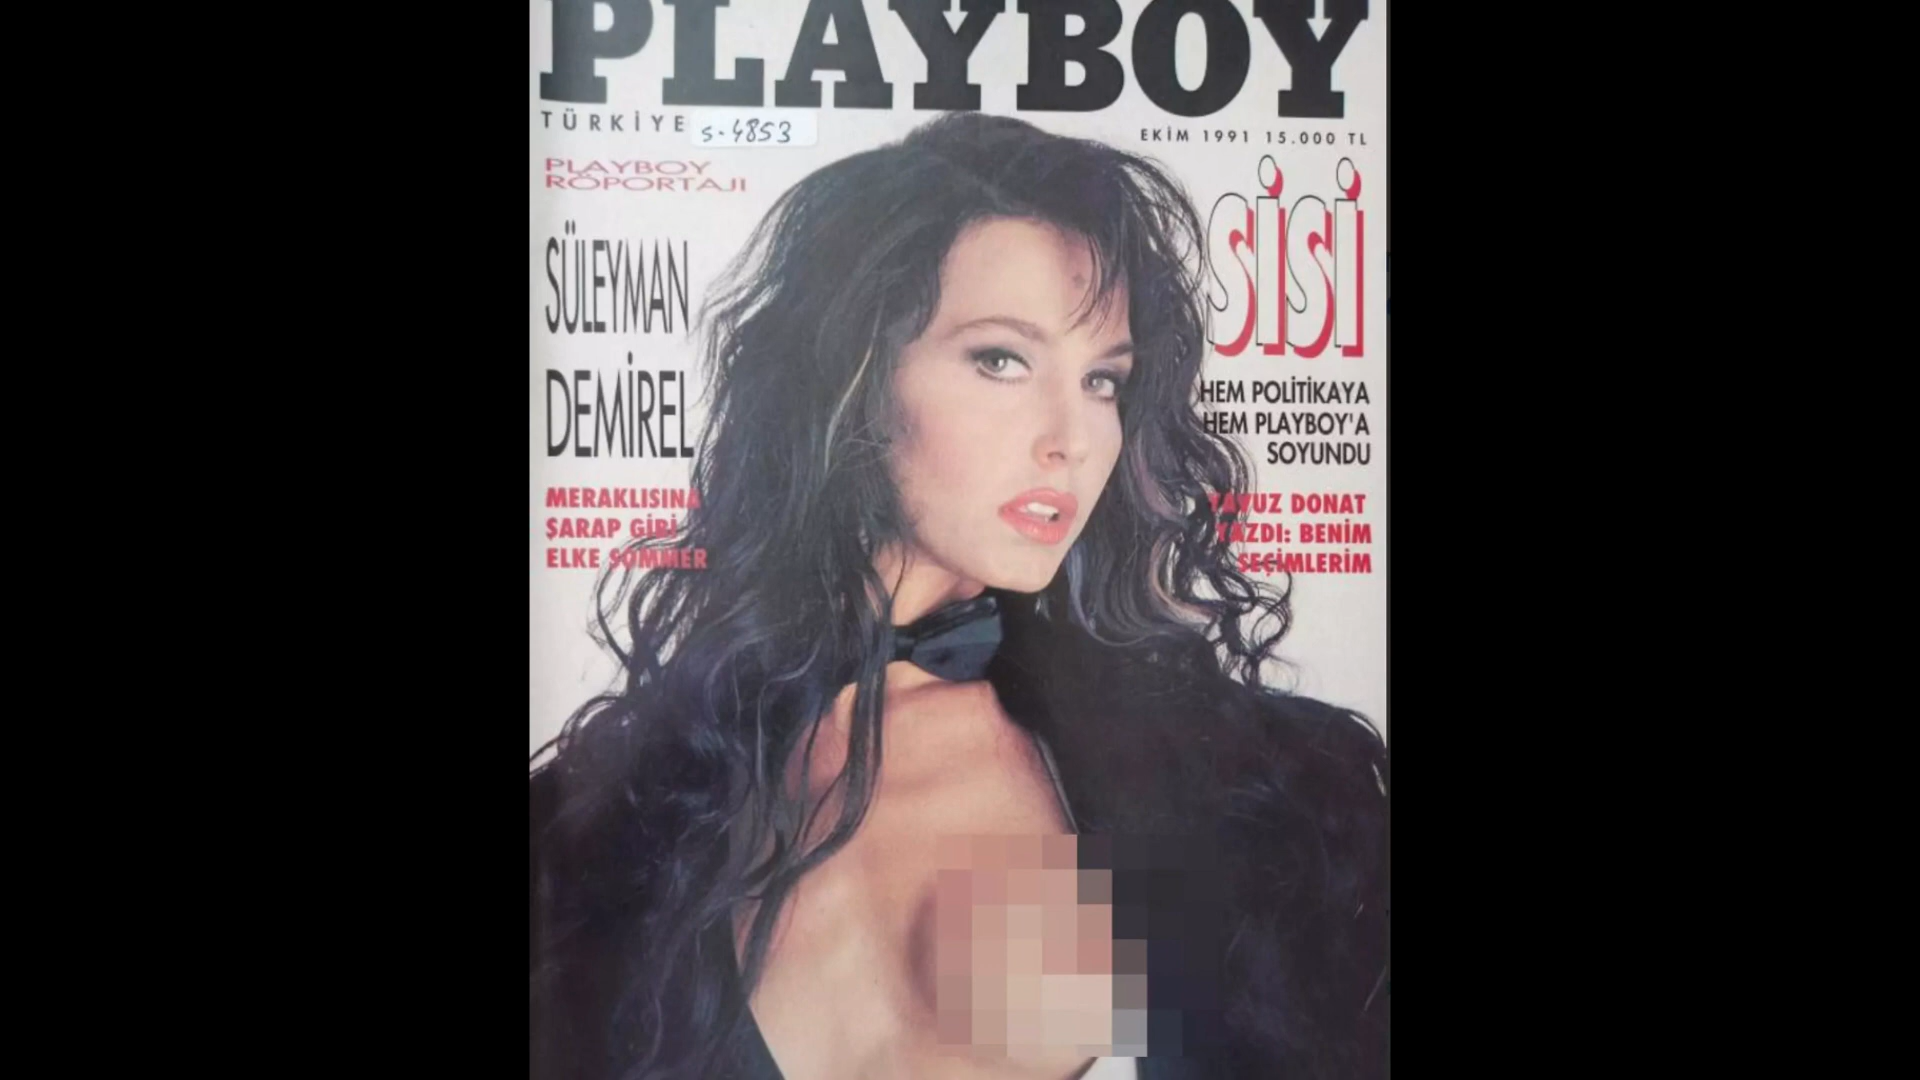 PLAYBOY
TÜRKİYE
S-4853
EKİM 1991 15.000 TL
PLAYBOY
RÖPORTAJI
SÜLEYMAN
DEMİREL
MERAKLISINA
ŞARAP GİBİ
ELKE SOMMER
SİSİ
HEM POLİTİKAYA
HEM PLAYBOY'A
SOYUNDU
YAVUZ DONAT
YAZDI: BENİM
SEÇİMLERİM